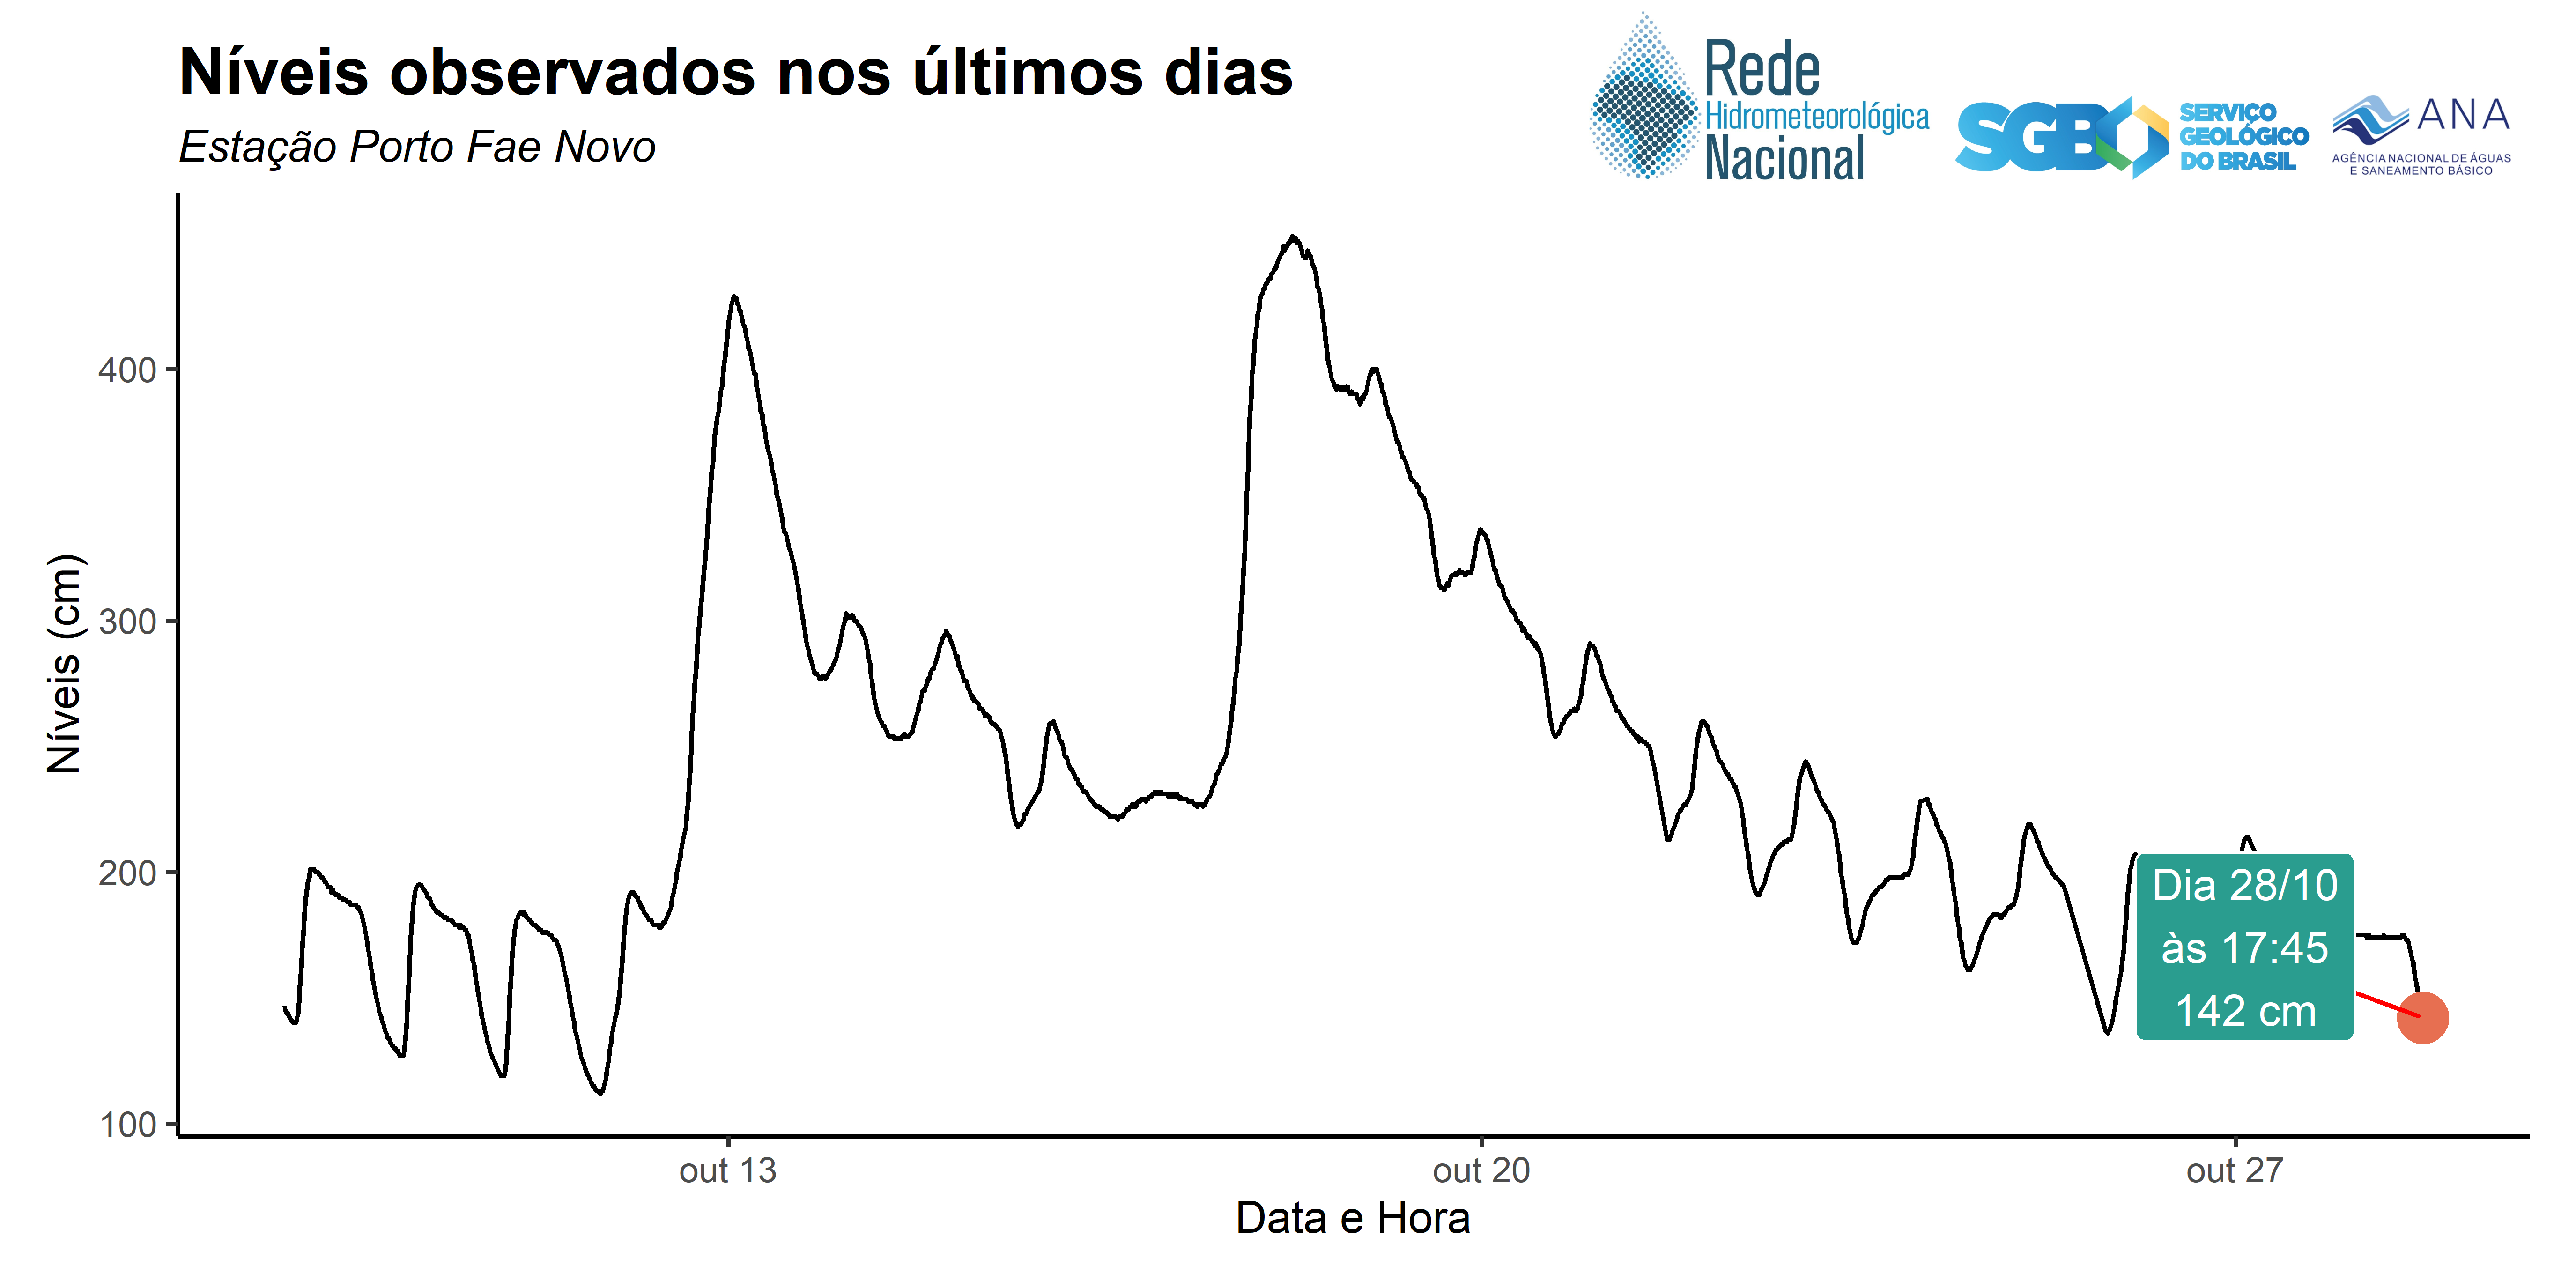 Níveis observados nos últimos dias
Estação Porto Fae Novo
Rede
Hidrometeorológica
Nacional
SGB
SERVIÇO
GEOLÓGICO
DO BRASIL
ANA
AGÊNCIA NACIONAL DE ÁGUAS
E SANEAMENTO BÁSICO
Níveis (cm)
400
300
200
100
Dia 28/10
às 17:45
142 cm
out 13
out 20
out 27
Data e Hora